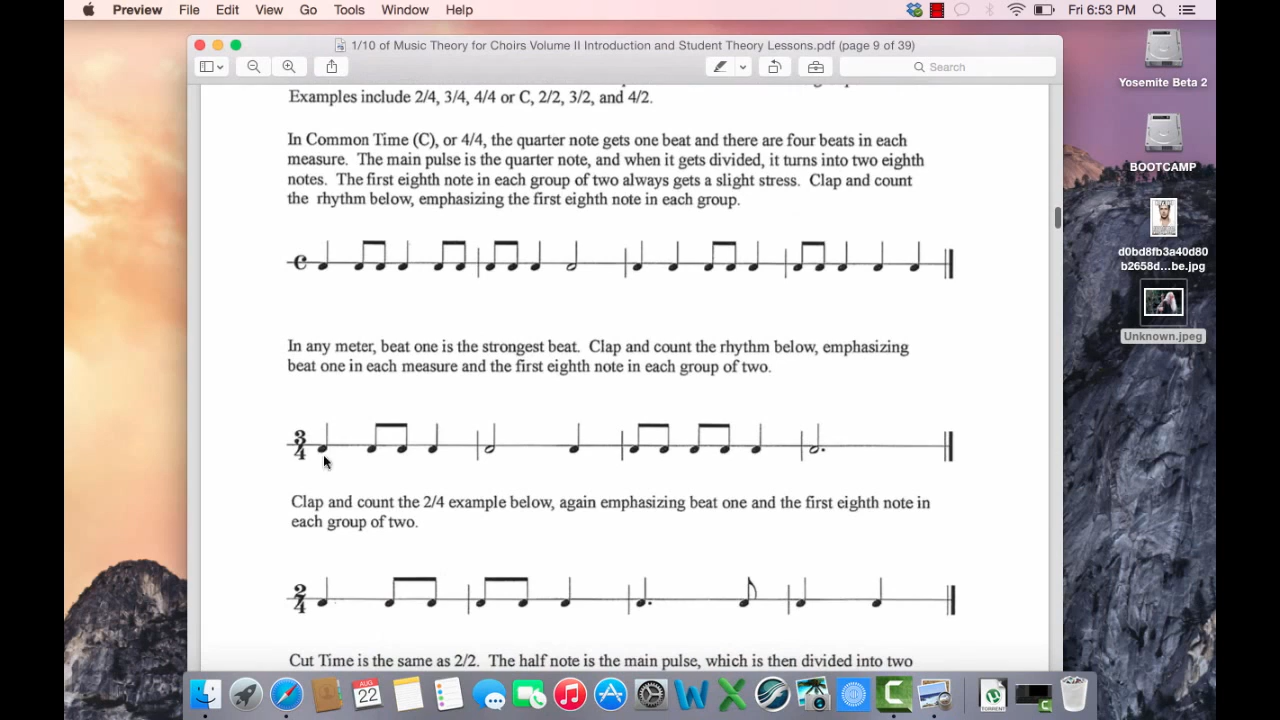 Preview File Edit View Go Tools Window Help Fri 6:53 PM
1/10 of Music Theory for Choirs Volume II Introduction and Student Theory Lessons.pdf (page 9 of 39)
Search
Examples include 2/4, 3/4, 4/4 or C, 2/2, 3/2, and 4/2.
In Common Time (C), or 4/4, the quarter note gets one beat and there are four beats in each
measure. The main pulse is the quarter note, and when it gets divided, it turns into two eighth
notes. The first eighth note in each group of two always gets a slight stress. Clap and count
the rhythm below, emphasizing the first eighth note in each group.
In any meter, beat one is the strongest beat. Clap and count the rhythm below, emphasizing
beat one in each measure and the first eighth note in each group of two.
3
4
Clap and count the 2/4 example below, again emphasizing beat one and the first eighth note in
each group of two.
2
4
Cut Time is the same as 2/2. The half note is the main pulse, which is then divided into two
Yosemite Beta 2
BOOTCAMP
d0bd8fb3a40d80
b2658d...be.jpg
Unknown.jpeg
AUG
22
TORRENT